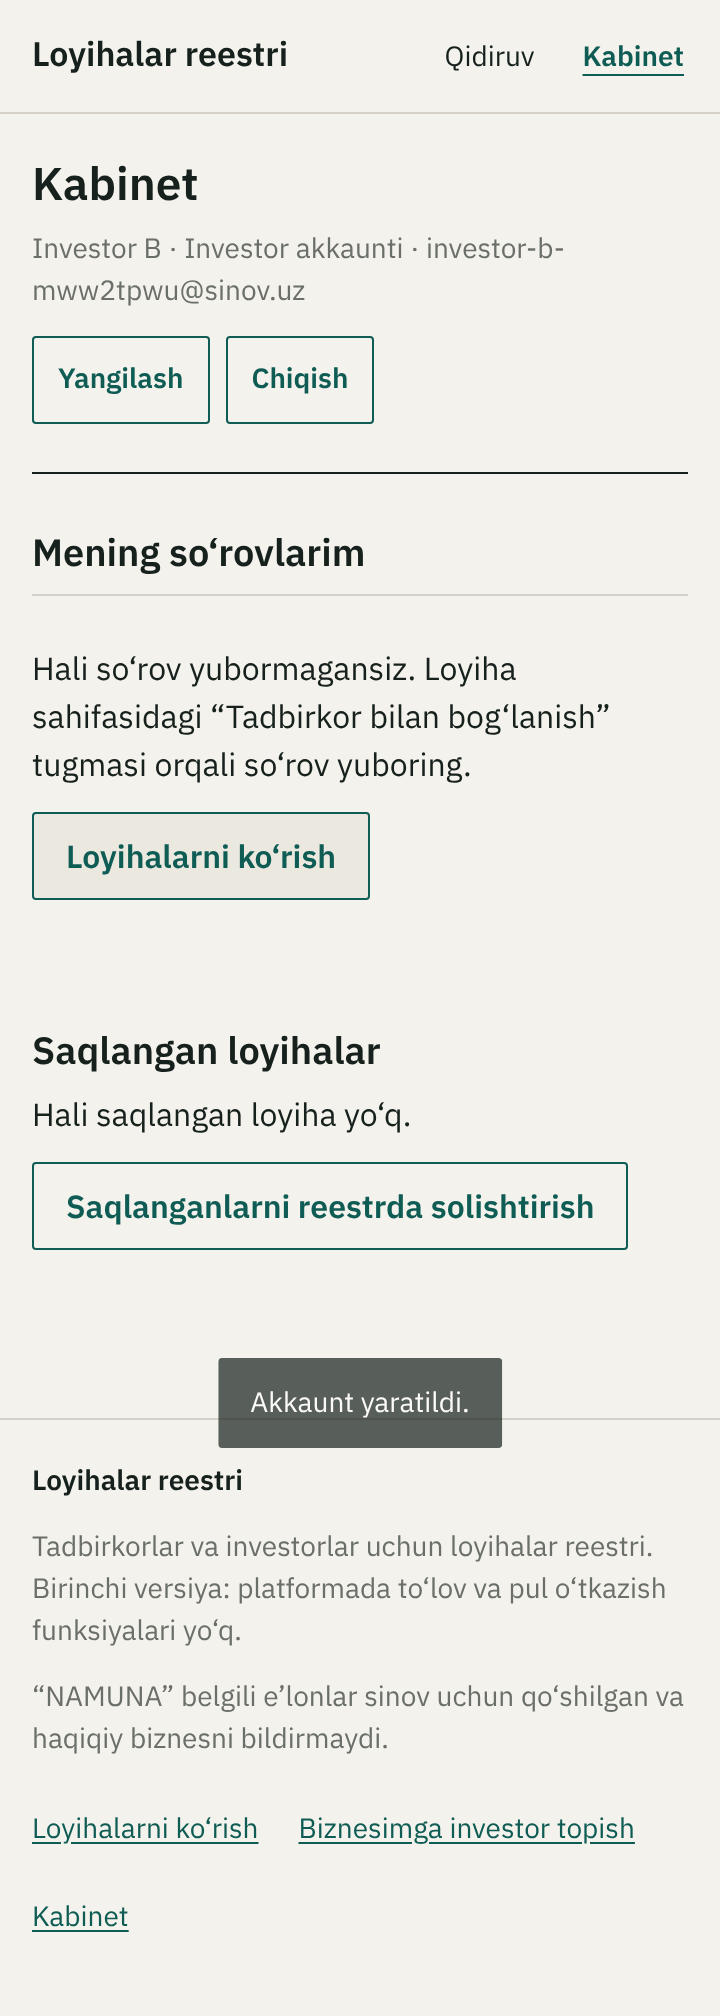 Loyihalar reestri
Qidiruv
Kabinet
Kabinet
Investor B · Investor akkaunti · investor-b-
mww2tpwu@sinov.uz
Yangilash
Chiqish
Mening so‘rovlarim
Hali so‘rov yubormagansiz. Loyiha
sahifasidagi “Tadbirkor bilan bog‘lanish”
tugmasi orqali so‘rov yuboring.
Loyihalarni ko‘rish
Saqlangan loyihalar
Hali saqlangan loyiha yo‘q.
Saqlanganlarni reestrda solishtirish
Akkaunt yaratildi.
Loyihalar reestri
Tadbirkorlar va investorlar uchun loyihalar reestri.
Birinchi versiya: platformada to‘lov va pul o‘tkazish
funksiyalari yo‘q.
“NAMUNA” belgili e’lonlar sinov uchun qo‘shilgan va
haqiqiy biznesni bildirmaydi.
Loyihalarni ko‘rish
Biznesimga investor topish
Kabinet